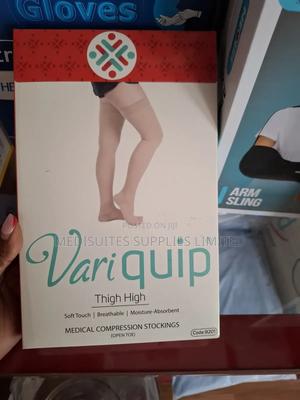 Gloves
POSTED ON JIJI
MEDISUITES SUPPLIES LIMITED
Variquip
Thigh High
Soft Touch | Breathable | Moisture-Absorbent
MEDICAL COMPRESSION STOCKINGS
(OPEN TOE)
Code:9201
ARM
SLING